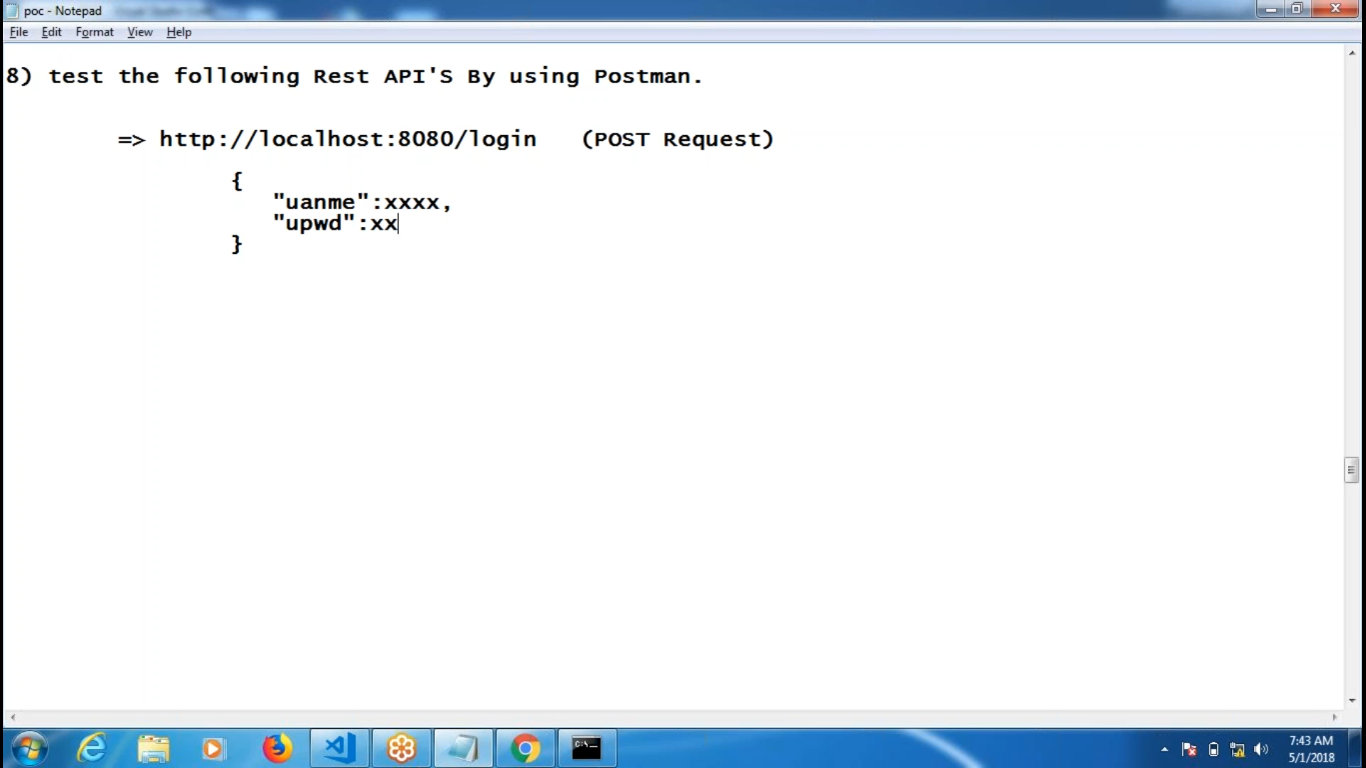 poc - Notepad
File Edit Format View Help
8) test the following Rest API'S By using Postman.
=> http://localhost:8080/login (POST Request)
{
"uanme":xxxx,
"upwd":xx
}
7:43 AM
5/1/2018